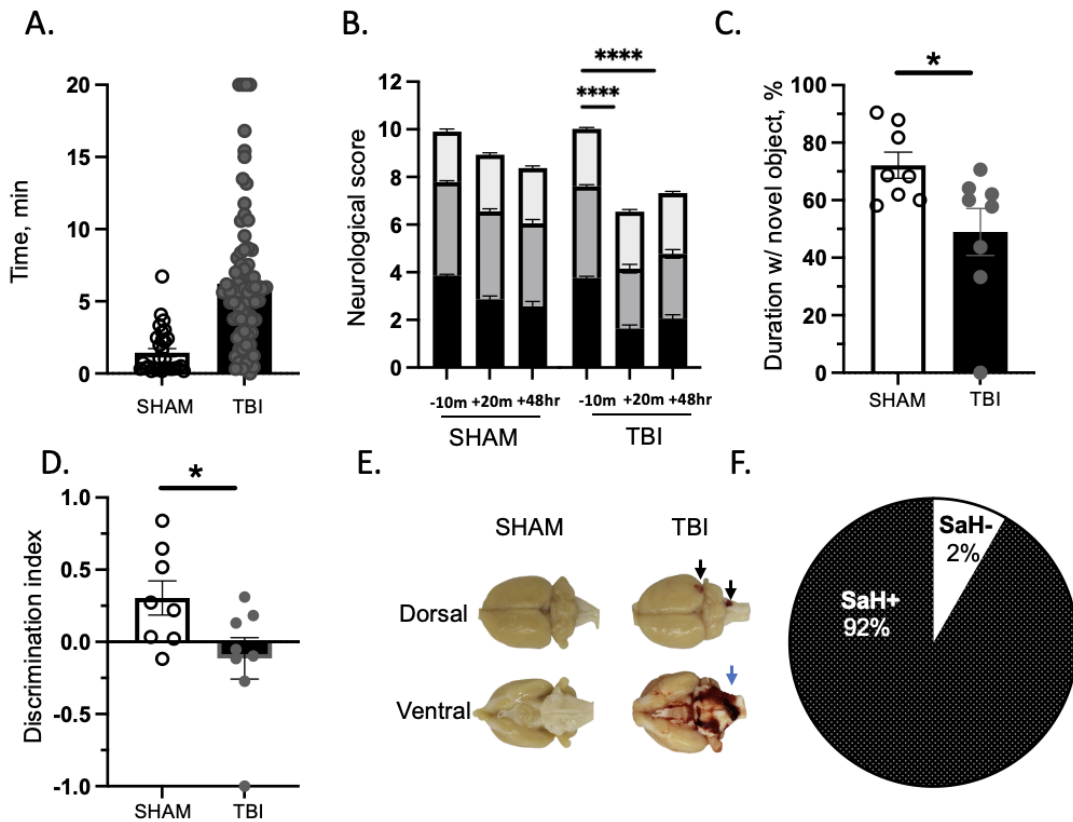 A.
Time, min
20
15
10
5
0
SHAM
TBI
B.
Neurological score
12
10
8
6
4
2
0
****
****
-10m +20m +48hr
-10m +20m +48hr
SHAM
TBI
C.
Duration w/ novel object, %
100
80
60
40
20
0
*
SHAM
TBI
D.
Discrimination index
1.0
0.5
0.0
-0.5
-1.0
*
SHAM
TBI
E.
SHAM
TBI
Dorsal
Ventral
F.
SaH-
2%
SaH+
92%